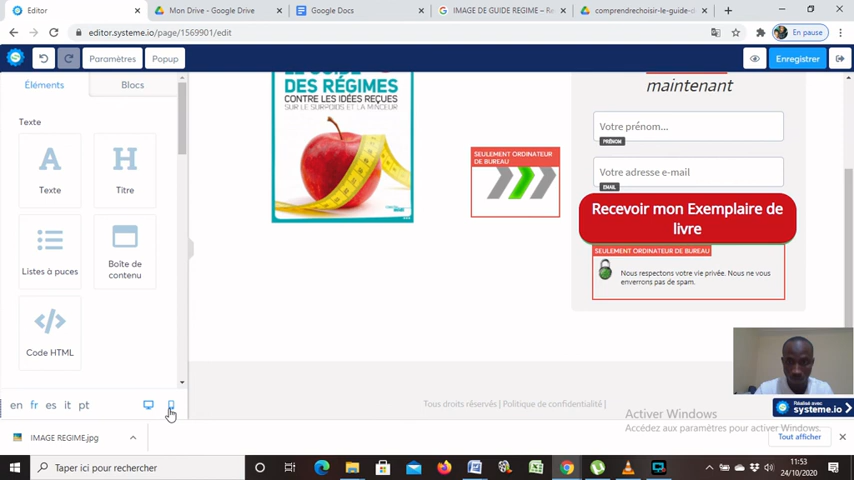 Editor
Mon Drive - Google Drive
Google Docs
IMAGE DE GUIDE REGIME – Re
comprendrechoisir-le-guide-d
editor.systeme.io/page/1569901/edit
En pause
Paramètres
Popup
Enregistrer
Éléments
Blocs
Texte
Texte
Titre
Listes à puces
Boîte de contenu
Code HTML
en fr es it pt
LE GUIDE
DES RÉGIMES
CONTRE LES IDÉES REÇUES
SUR LE SURPOIDS ET LA MINCEUR
SEULEMENT ORDINATEUR
DE BUREAU
maintenant
Votre prénom...
PRÉNOM
Votre adresse e-mail
EMAIL
Recevoir mon Exemplaire de
livre
SEULEMENT ORDINATEUR DE BUREAU
Nous respectons votre vie privée. Nous ne vous
enverrons pas de spam.
Tous droits réservés | Politique de confidentialité |
Réalisé avec
systeme.io
Activer Windows
Accédez aux paramètres pour activer Windows.
IMAGE REGIME.jpg
Tout afficher
Taper ici pour rechercher
11:53
24/10/2020